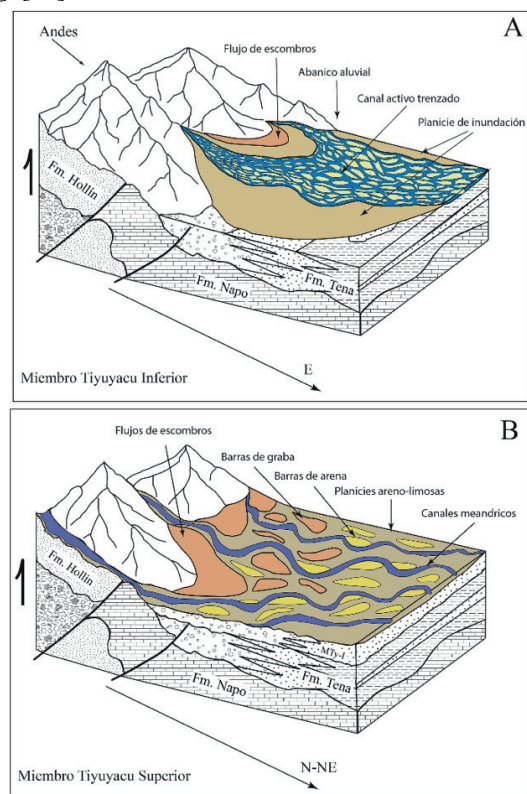 A
Andes
Flujo de escombros
Abanico aluvial
Canal activo trenzado
Planicie de inundación
Fm. Hollín
Fm. Tena
Fm. Napo
E
Miembro Tiyuyacu Inferior
B
Flujos de escombros
Barras de graba
Barras de arena
Planicies areno-limosas
Canales meandricos
Fm. Hollín
MTy-I
Fm. Tena
Fm. Napo
N-NE
Miembro Tiyuyacu Superior